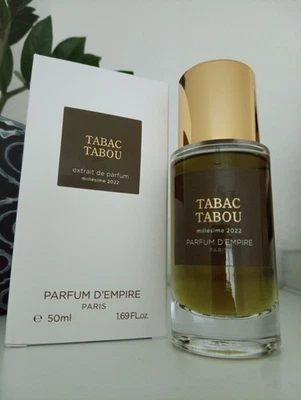 TABAC
TABOU
extrait de parfum
millésime 2022
PARFUM D'EMPIRE
PARIS
℮ 50ml 1.69Fl.oz.
TABAC
TABOU
millésime 2022
PARFUM D'EMPIRE
PARIS